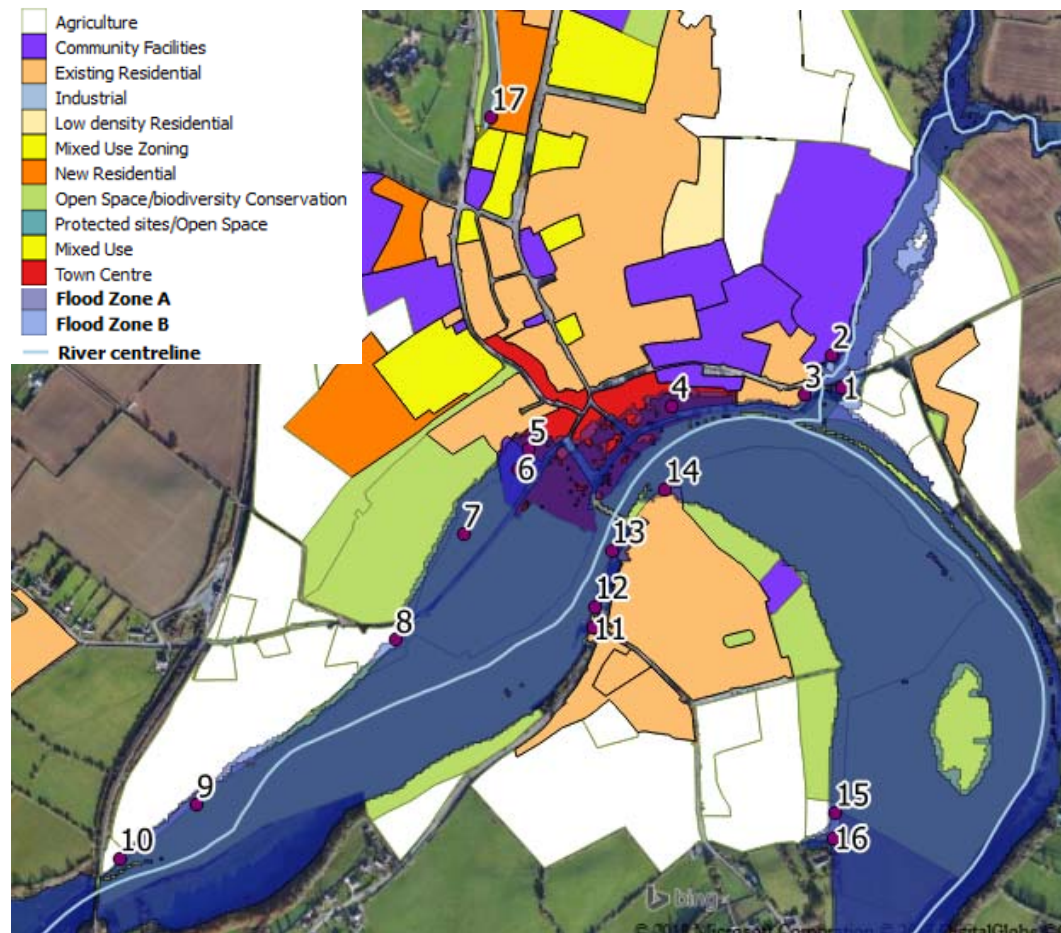 Agriculture
Community Facilities
Existing Residential
Industrial
Low density Residential
Mixed Use Zoning
New Residential
Open Space/biodiversity Conservation
Protected sites/Open Space
Mixed Use
Town Centre
Flood Zone A
Flood Zone B
River centreline
17
2
3
1
4
5
6
14
7
13
12
8
11
9
15
10
16
bing